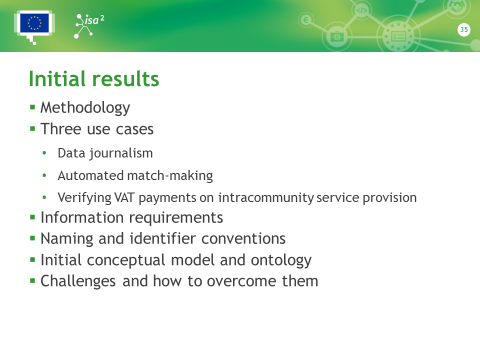 isa²
35
Initial results
▪ Methodology
▪ Three use cases
• Data journalism
• Automated match-making
• Verifying VAT payments on intracommunity service provision
▪ Information requirements
▪ Naming and identifier conventions
▪ Initial conceptual model and ontology
▪ Challenges and how to overcome them